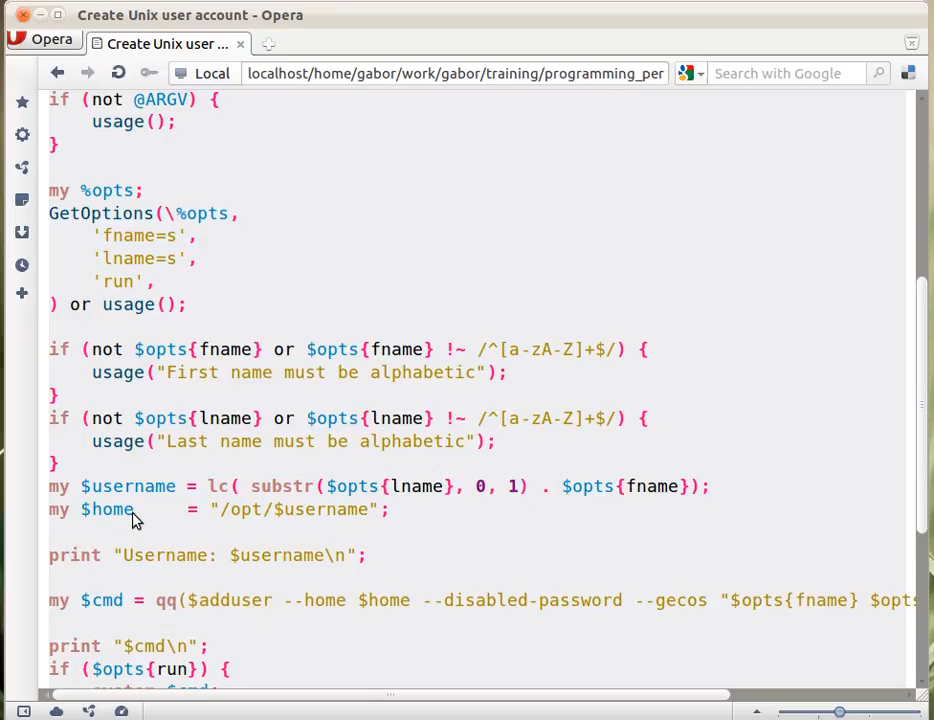 Create Unix user account - Opera
Opera
Create Unix user ...
Local
localhost/home/gabor/work/gabor/training/programming_per
Search with Google
if (not @ARGV) {
    usage();
}
my %opts;
GetOptions(\%opts,
    'fname=s',
    'lname=s',
    'run',
) or usage();
if (not $opts{fname} or $opts{fname} !~ /^[a-zA-Z]+$/) {
    usage("First name must be alphabetic");
}
if (not $opts{lname} or $opts{lname} !~ /^[a-zA-Z]+$/) {
    usage("Last name must be alphabetic");
}
my $username = lc( substr($opts{lname}, 0, 1) . $opts{fname});
my $home     = "/opt/$username";
print "Username: $username\n";
my $cmd = qq($adduser --home $home --disabled-password --gecos "$opts{fname} $opts
print "$cmd\n";
if ($opts{run}) {
    system $cmd;